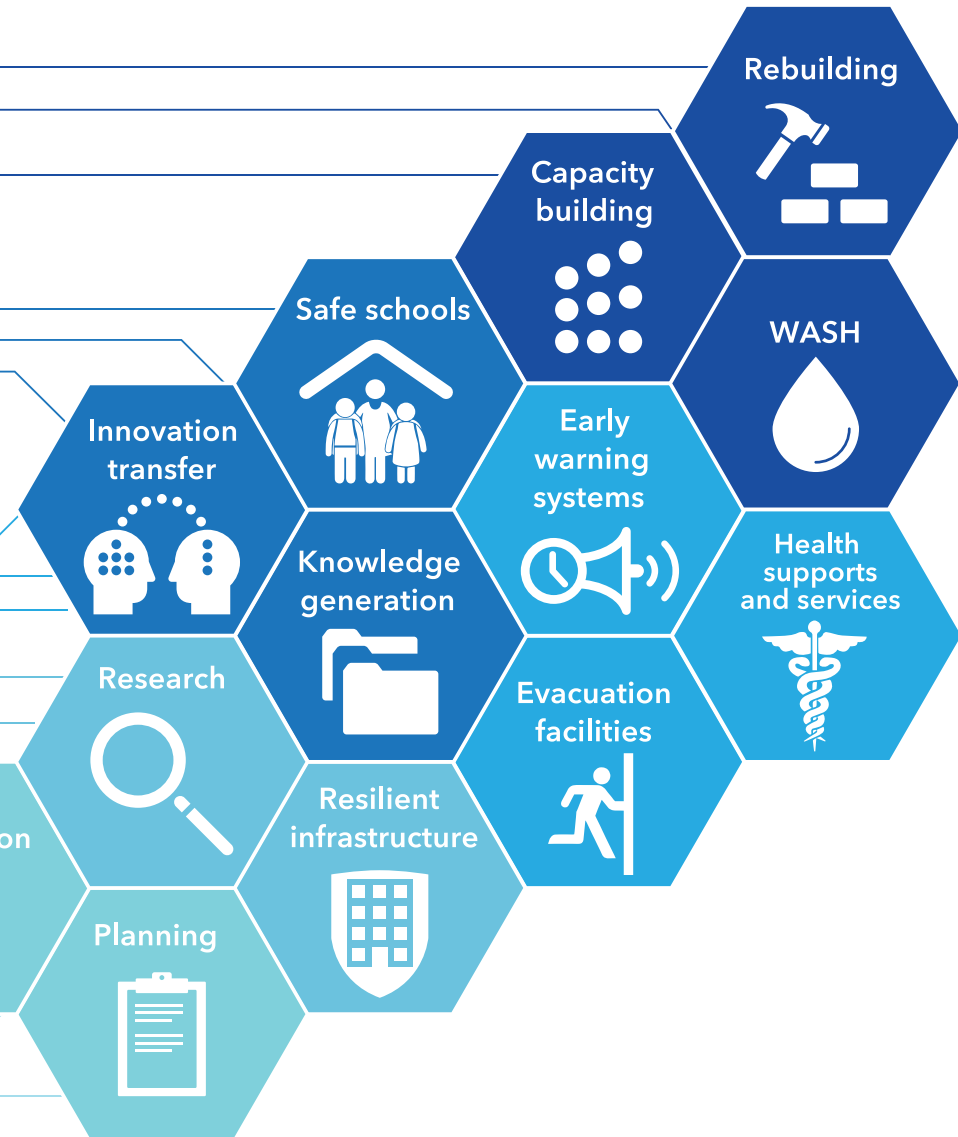 Rebuilding
Capacity
building
Safe schools
WASH
Innovation
transfer
Early
warning
systems
Knowledge
generation
Health
supports
and services
Research
Evacuation
facilities
Resilient
infrastructure
on
Planning